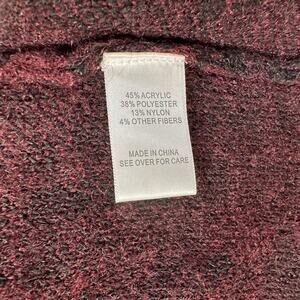 45% ACRYLIC
38% POLYESTER
13% NYLON
4% OTHER FIBERS
MADE IN CHINA
SEE OVER FOR CARE